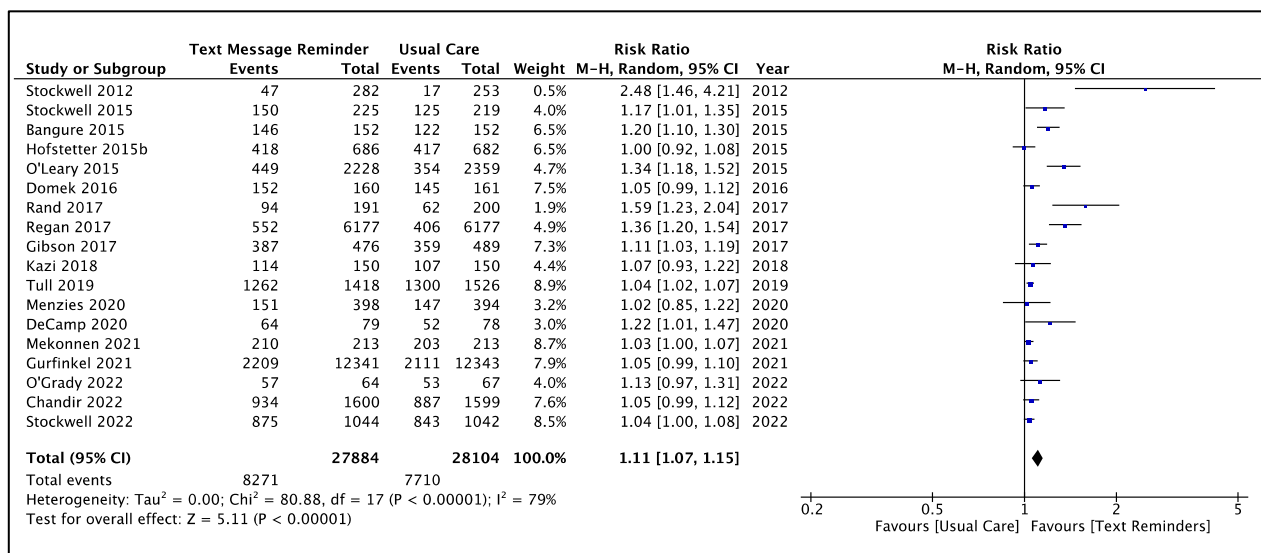 Text Message Reminder Usual Care Risk Ratio Risk Ratio
Study or Subgroup Events Total Events Total Weight M-H, Random, 95% CI Year M-H, Random, 95% CI
Stockwell 2012 47 282 17 253 0.5% 2.48 [1.46, 4.21] 2012
Stockwell 2015 150 225 125 219 4.0% 1.17 [1.01, 1.35] 2015
Bangure 2015 146 152 122 152 6.5% 1.20 [1.10, 1.30] 2015
Hofstetter 2015b 418 686 417 682 6.5% 1.00 [0.92, 1.08] 2015
O'Leary 2015 449 2228 354 2359 4.7% 1.34 [1.18, 1.52] 2015
Domek 2016 152 160 145 161 7.5% 1.05 [0.99, 1.12] 2016
Rand 2017 94 191 62 200 1.9% 1.59 [1.23, 2.04] 2017
Regan 2017 552 6177 406 6177 4.9% 1.36 [1.20, 1.54] 2017
Gibson 2017 387 476 359 489 7.3% 1.11 [1.03, 1.19] 2017
Kazi 2018 114 150 107 150 4.4% 1.07 [0.93, 1.22] 2018
Tull 2019 1262 1418 1300 1526 8.9% 1.04 [1.02, 1.07] 2019
Menzies 2020 151 398 147 394 3.2% 1.02 [0.85, 1.22] 2020
DeCamp 2020 64 79 52 78 3.0% 1.22 [1.01, 1.47] 2020
Mekonnen 2021 210 213 203 213 8.7% 1.03 [1.00, 1.07] 2021
Gurfinkel 2021 2209 12341 2111 12343 7.9% 1.05 [0.99, 1.10] 2021
O'Grady 2022 57 64 53 67 4.0% 1.13 [0.97, 1.31] 2022
Chandir 2022 934 1600 887 1599 7.6% 1.05 [0.99, 1.12] 2022
Stockwell 2022 875 1044 843 1042 8.5% 1.04 [1.00, 1.08] 2022
Total (95% CI) 27884 28104 100.0% 1.11 [1.07, 1.15]
Total events 8271 7710
Heterogeneity: Tau² = 0.00; Chi² = 80.88, df = 17 (P < 0.00001); I² = 79%
Test for overall effect: Z = 5.11 (P < 0.00001)
0.2 0.5 1 2 5
Favours [Usual Care] Favours [Text Reminders]